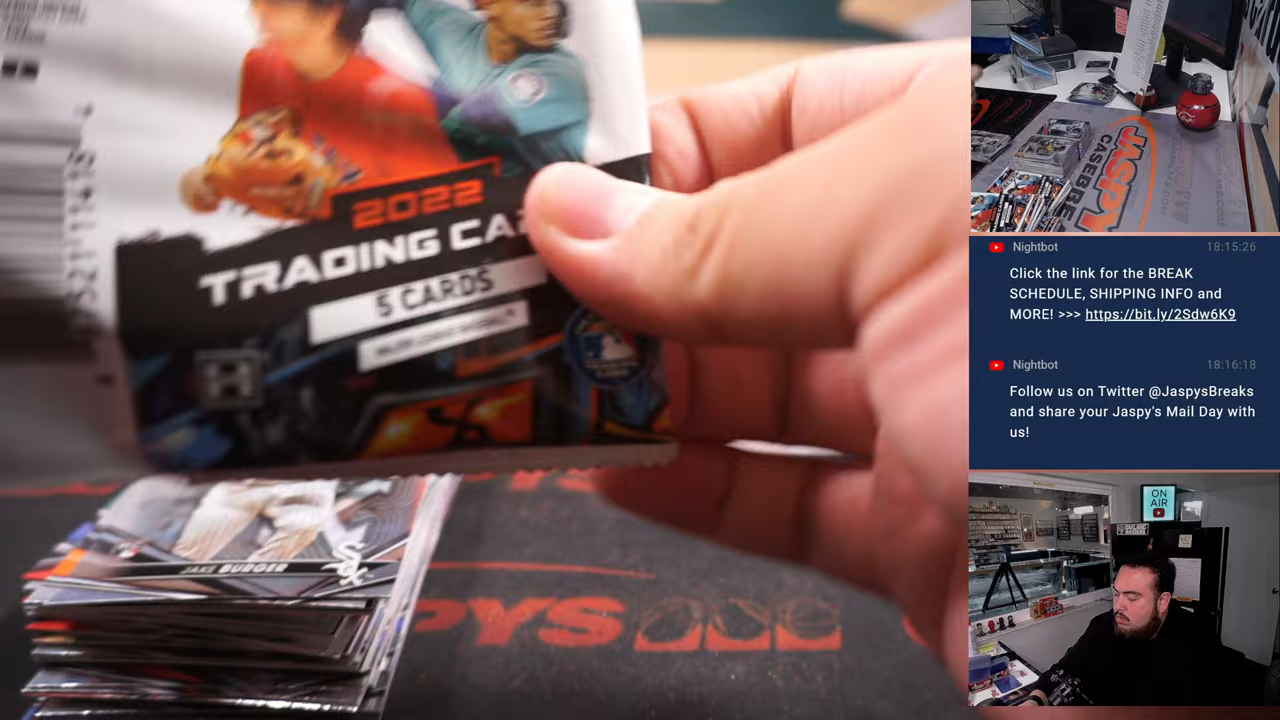 2022
TRADING CA
5 CARDS
JAKE BURGER
SOX
PYS
JASPY
CASEBRE
Nightbot 18:15:26
Click the link for the BREAK
SCHEDULE, SHIPPING INFO and
MORE! >>> https://bit.ly/2Sdw6K9
Nightbot 18:16:18
Follow us on Twitter @JaspysBreaks
and share your Jaspy's Mail Day with
us!
ON
AIR